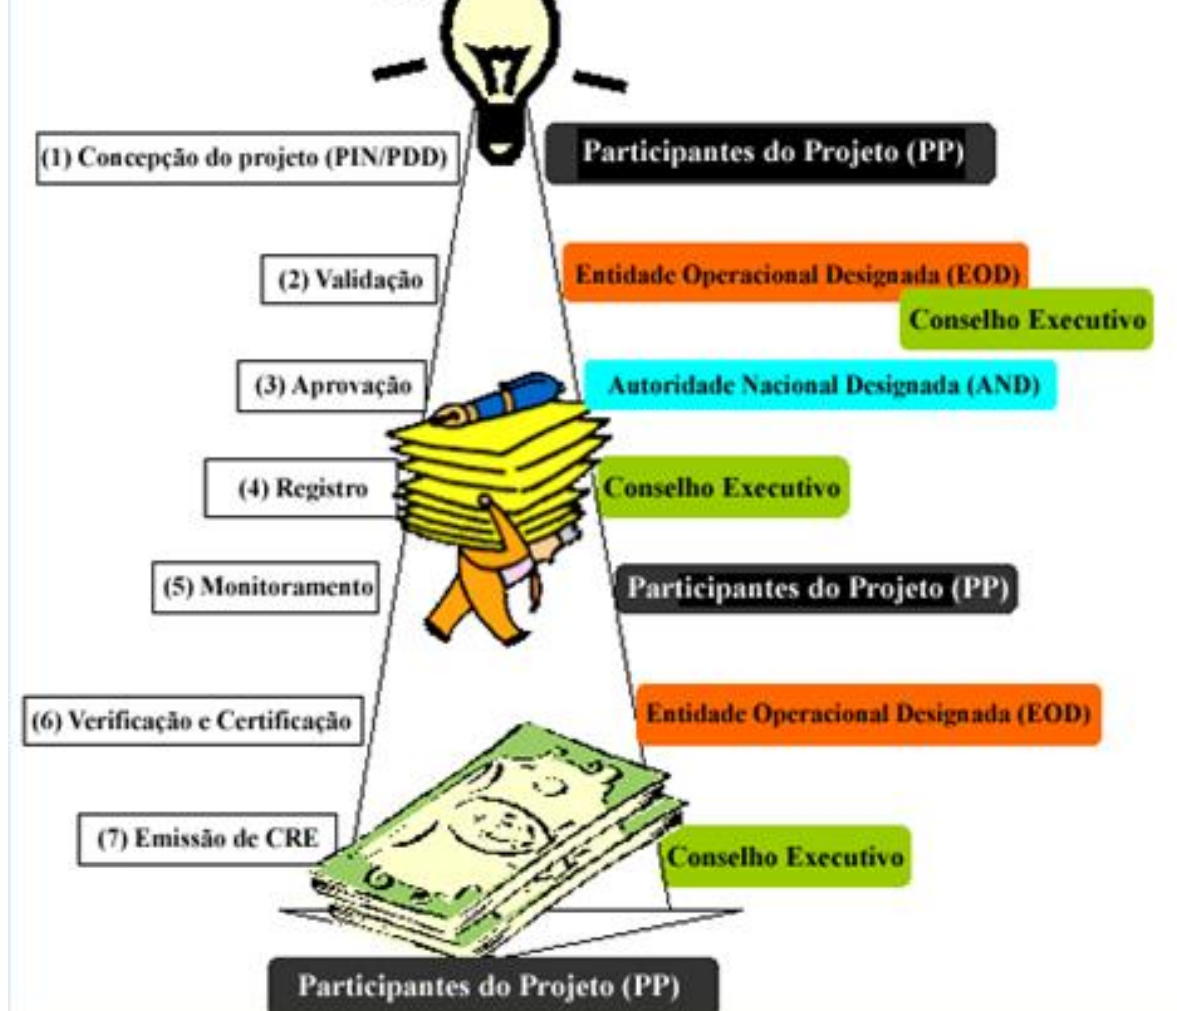 (1) Concepção do projeto (PIN/PDD)
Participantes do Projeto (PP)
(2) Validação
Entidade Operacional Designada (EOD)
Conselho Executivo
(3) Aprovação
Autoridade Nacional Designada (AND)
(4) Registro
Conselho Executivo
(5) Monitoramento
Participantes do Projeto (PP)
(6) Verificação e Certificação
Entidade Operacional Designada (EOD)
(7) Emissão de CRE
Conselho Executivo
Participantes do Projeto (PP)